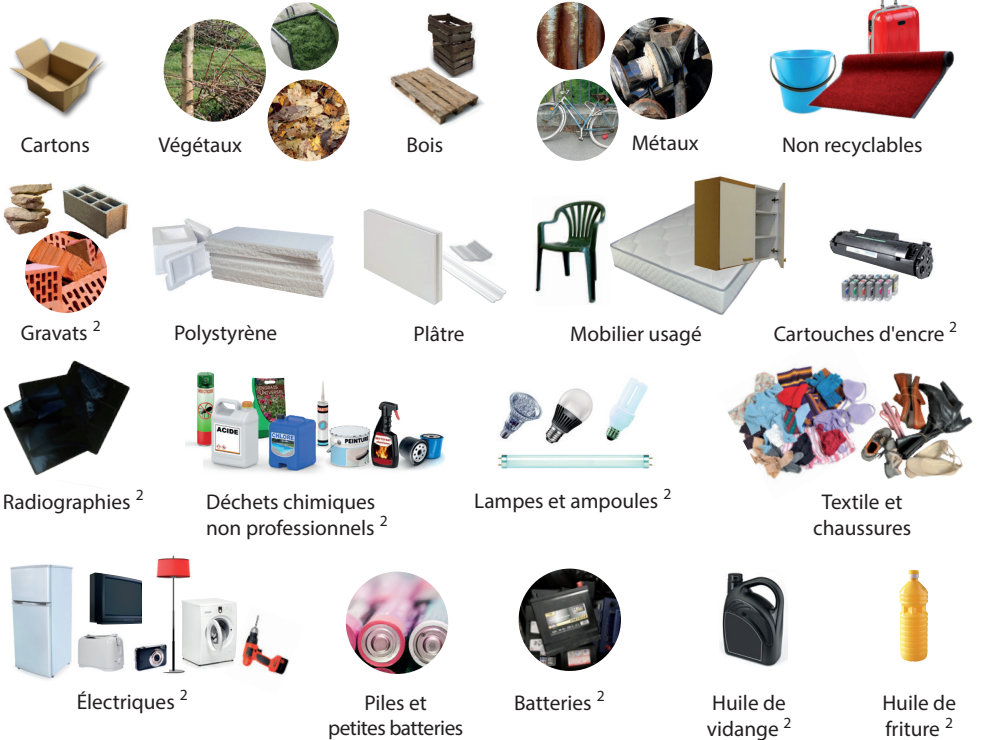 Cartons
Végétaux
Bois
Métaux
Non recyclables
Gravats ²
Polystyrène
Plâtre
Mobilier usagé
Cartouches d'encre ²
ACIDE
CHLORE
PEINTURE
Radiographies ²
Déchets chimiques
non professionnels ²
Lampes et ampoules ²
Textile et
chaussures
Électriques ²
Piles et
petites batteries
Batteries ²
Huile de
vidange ²
Huile de
friture ²